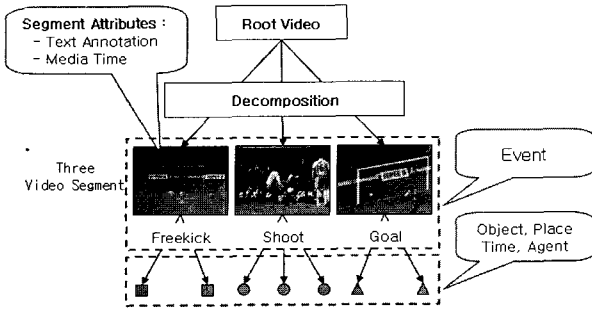 Segment Attributes :
- Text Annotation
- Media Time
Root Video
Decomposition
Three
Video Segment
Event
Freekick
Shoot
Goal
Object, Place
Time, Agent